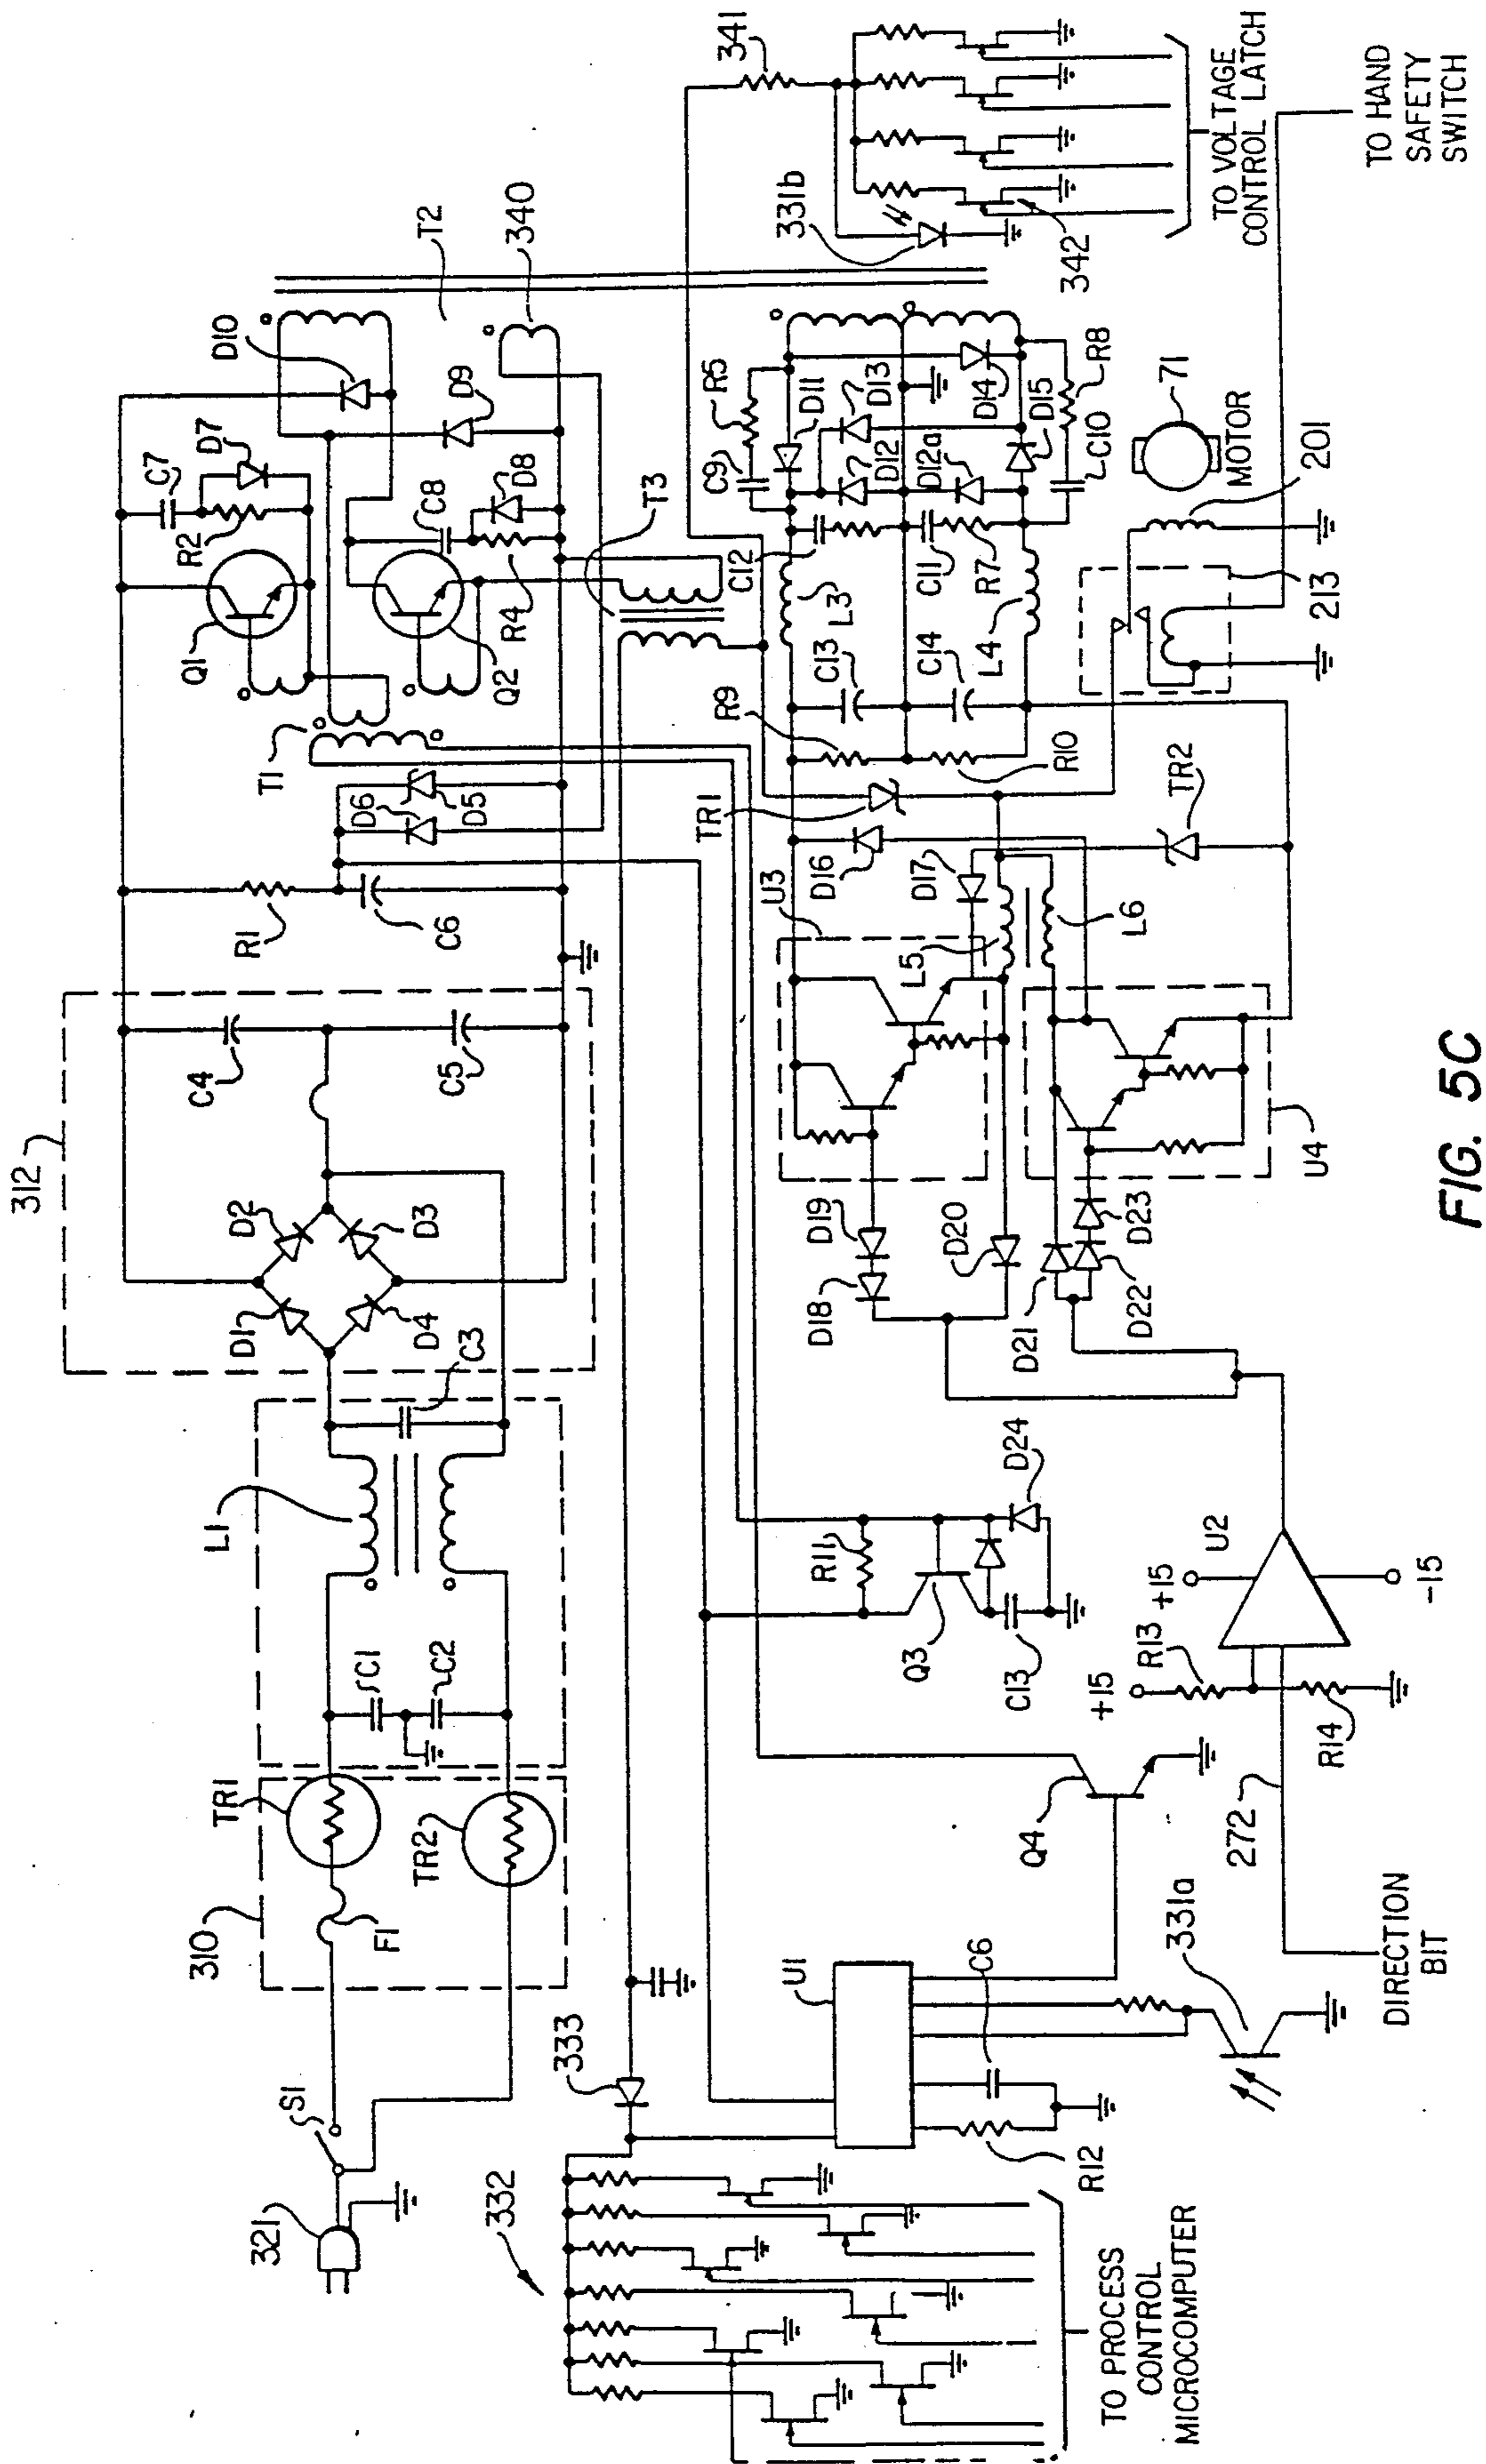 321
S1
310
F1
TR1
TR2
C1
C2
L1
C3
312
D1
D2
D3
D4
C4
C5
R1
C6
D6
D5
T1
Q1
R2
C7
D7
Q2
R4
C8
D8
D9
D10
T2
340
T3
332
333
TO PROCESS
CONTROL
MICROCOMPUTER
U1
R12
C6
331a
Q4
Q3
R11
C13
D24
DIRECTION
BIT
272
R14
R13
+15
+15
U2
-15
D18
D19
D20
D21
D22
D23
U3
U4
L5
L6
D16
D17
TR1
TR2
R9
R10
C13
C14
L3
L4
C12
C11
R7
C9
R5
D11
D12
D12a
D13
D14
D15
C10
R8
71
MOTOR
201
213
331b
341
342
TO VOLTAGE
CONTROL LATCH
TO HAND
SAFETY
SWITCH
FIG. 5C